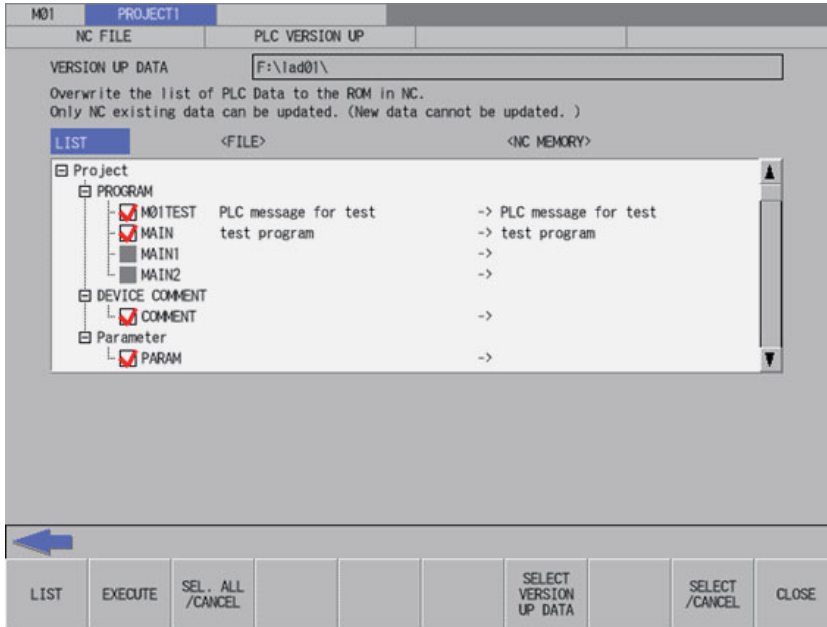 MØ1 PROJECT1
NC FILE PLC VERSION UP
VERSION UP DATA F:\ladØ1\
Overwrite the list of PLC Data to the ROM in NC.
Only NC existing data can be updated. (New data cannot be updated. )
LIST <FILE> <NC MEMORY>
Project
PROGRAM
MØ1TEST PLC message for test -> PLC message for test
MAIN test program -> test program
MAIN1 ->
MAIN2 ->
DEVICE COMMENT
COMMENT ->
Parameter
PARAM ->
LIST EXECUTE SEL. ALL /CANCEL SELECT VERSION UP DATA SELECT /CANCEL CLOSE